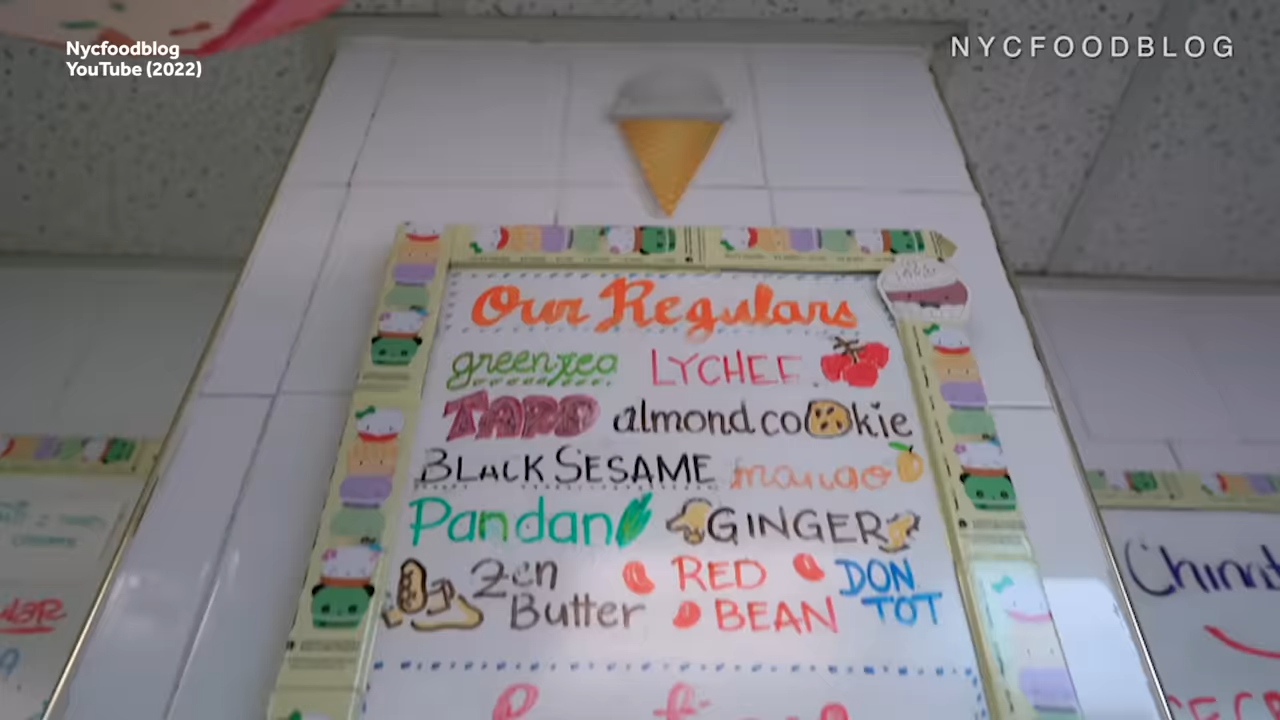 Nycfoodblog
YouTube (2022)
NYCFOODBLOG
Our Regulars
green tea LYCHEE
TARO almond cookie
BLACK SESAME mango
Pandan GINGER
Zen Butter RED BEAN DON TOT